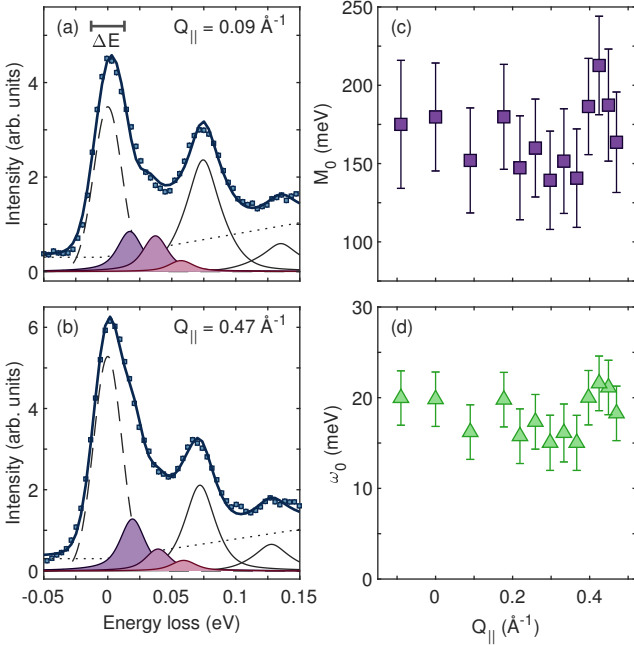 (a) Q|| = 0.09 Å⁻¹
ΔE
Intensity (arb. units)
4
2
0
(b) Q|| = 0.47 Å⁻¹
Intensity (arb. units)
6
4
2
0
-0.05 0 0.05 0.1 0.15
Energy loss (eV)
(c)
M₀
(meV)
250
200
150
100
(d)
ω₀
(meV)
30
20
10
0
0 0.2 0.4
Q|| (Å⁻¹)